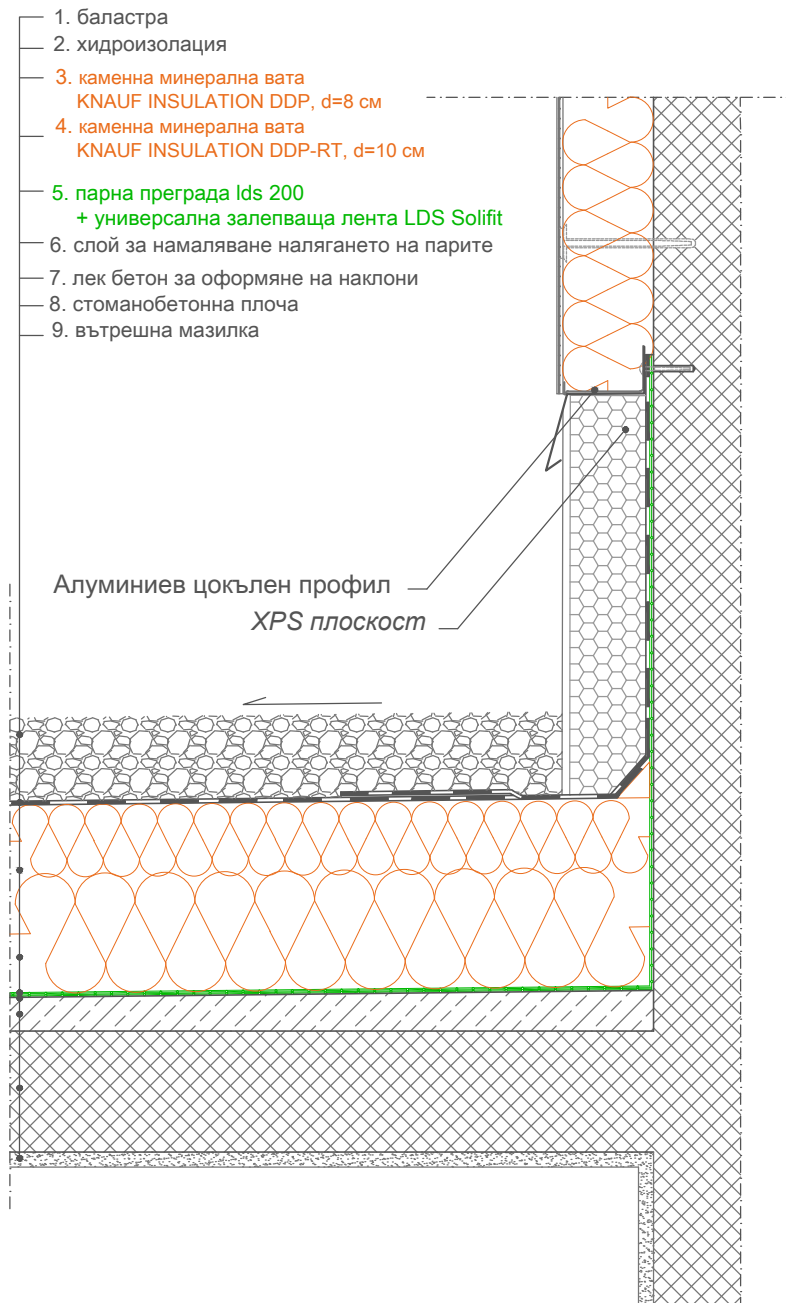 1. баластра
2. хидроизолация
3. каменна минерална вата
KNAUF INSULATION DDP, d=8 см
4. каменна минерална вата
KNAUF INSULATION DDP-RT, d=10 см
5. парна преграда lds 200
+ универсална залепваща лента LDS Solifit
6. слой за намаляване налягането на парите
7. лек бетон за оформяне на наклони
8. стоманобетонна плоча
9. вътрешна мазилка
Алуминиев цокълен профил
XPS плоскост